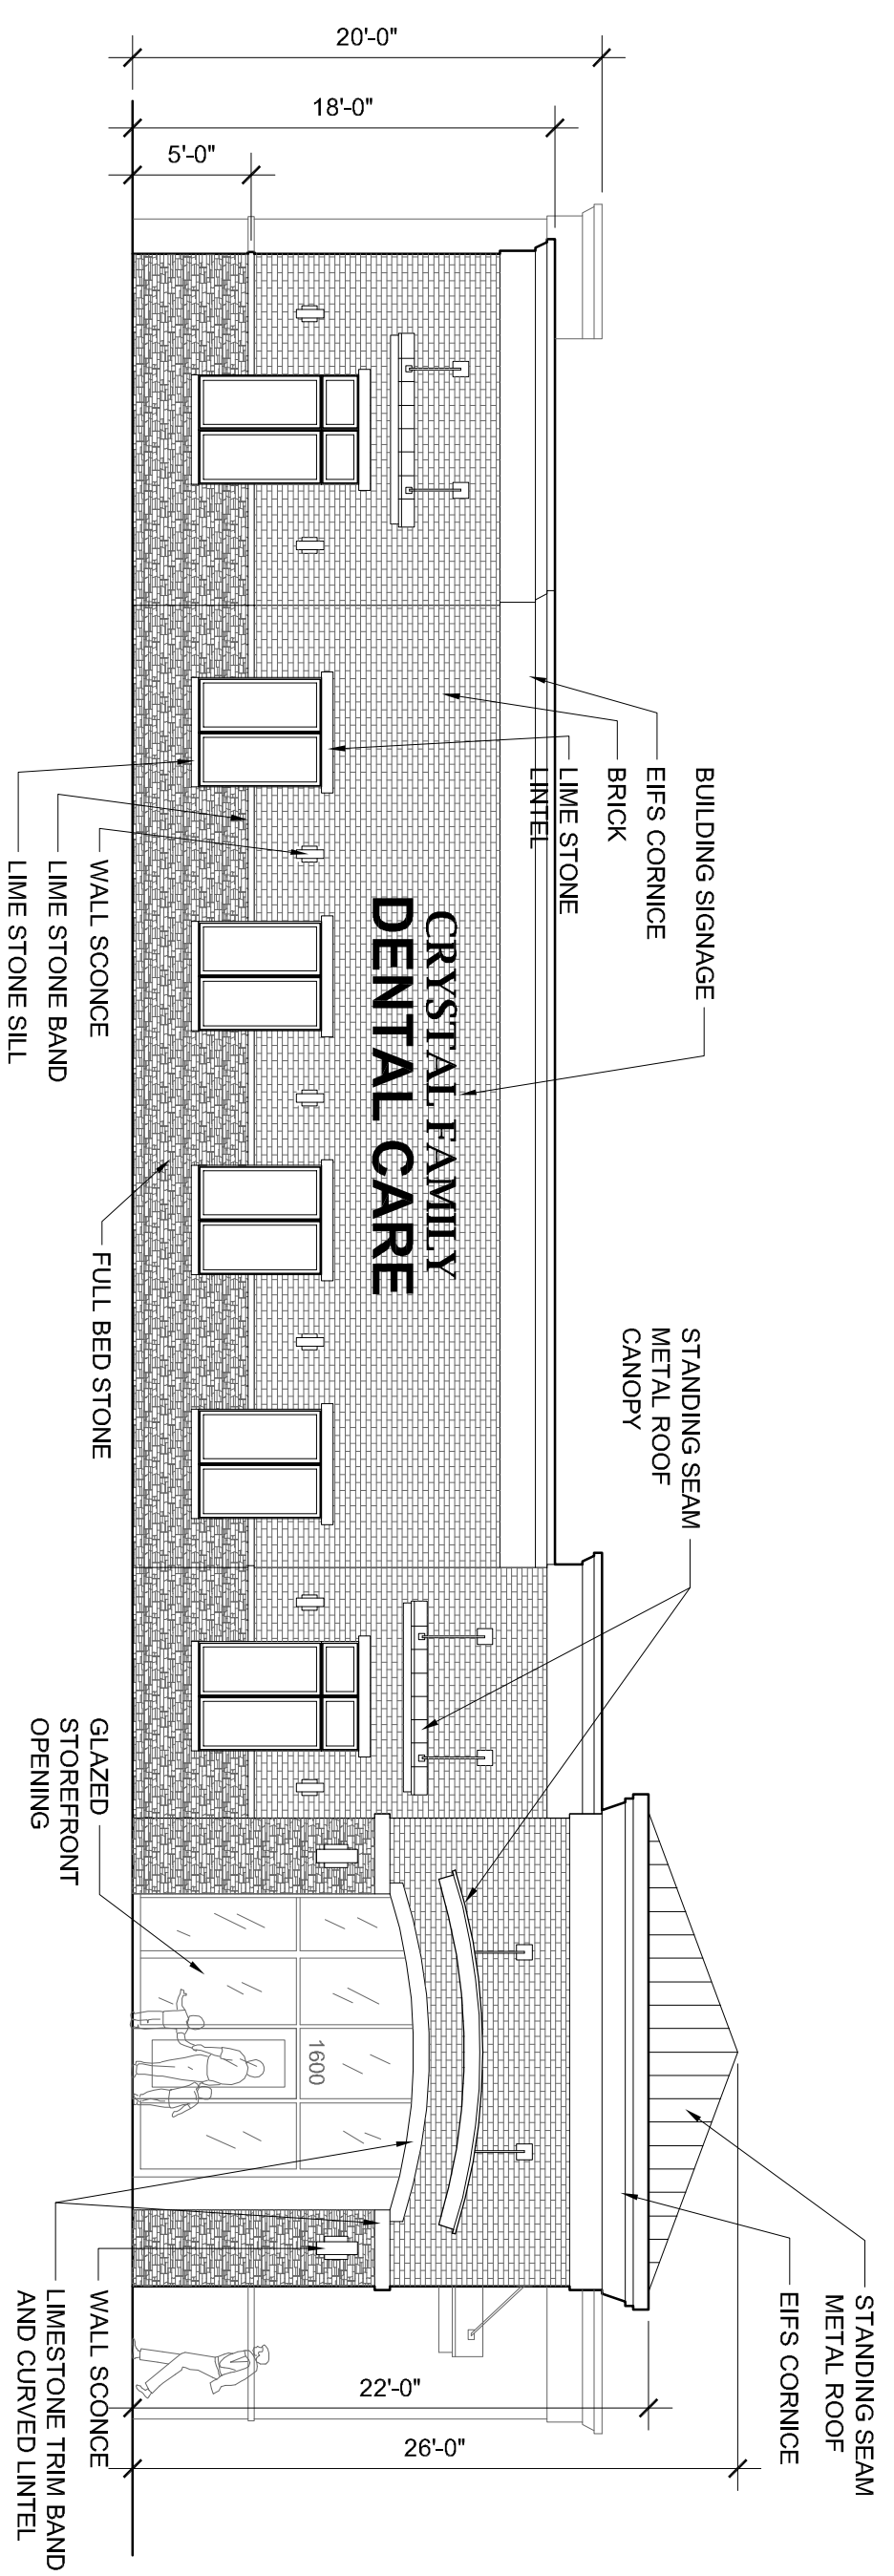 20'-0"
18'-0"
5'-0"
BUILDING SIGNAGE
EIFS CORNICE
BRICK
LIME STONE
LINTEL
STANDING SEAM
METAL ROOF
CANOPY
STANDING SEAM
METAL ROOF
EIFS CORNICE
CRYSTAL FAMILY
DENTAL CARE
1600
22'-0"
26'-0"
WALL SCONCE
LIME STONE BAND
LIME STONE SILL
FULL BED STONE
GLAZED
STOREFRONT
OPENING
WALL SCONCE
LIMESTONE TRIM BAND
AND CURVED LINTEL